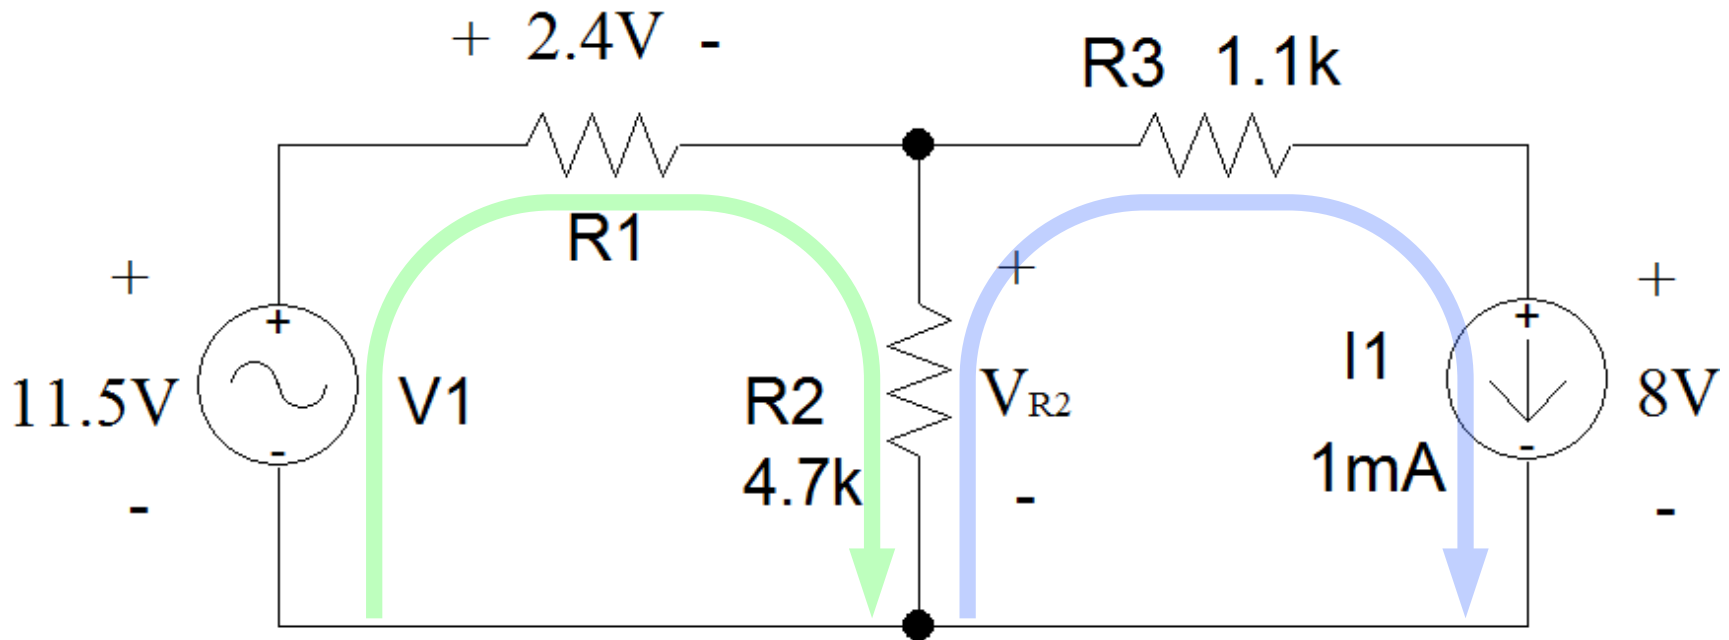 + 2.4V -
R3 1.1k
R1
+
11.5V
-
+
-
V1
R2
4.7k
+
VR2
-
I1
1mA
+
-
+
8V
-